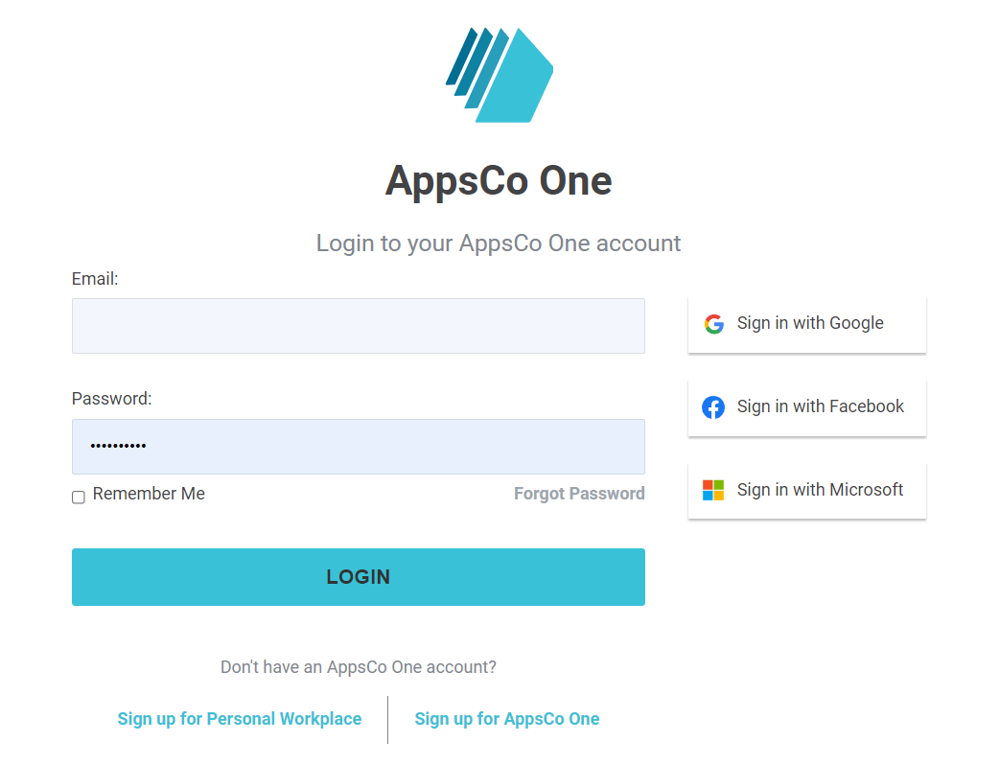 AppsCo One
Login to your AppsCo One account
Email:
Password:
••••••••••
Remember Me
Forgot Password
LOGIN
Sign in with Google
Sign in with Facebook
Sign in with Microsoft
Don't have an AppsCo One account?
Sign up for Personal Workplace
Sign up for AppsCo One